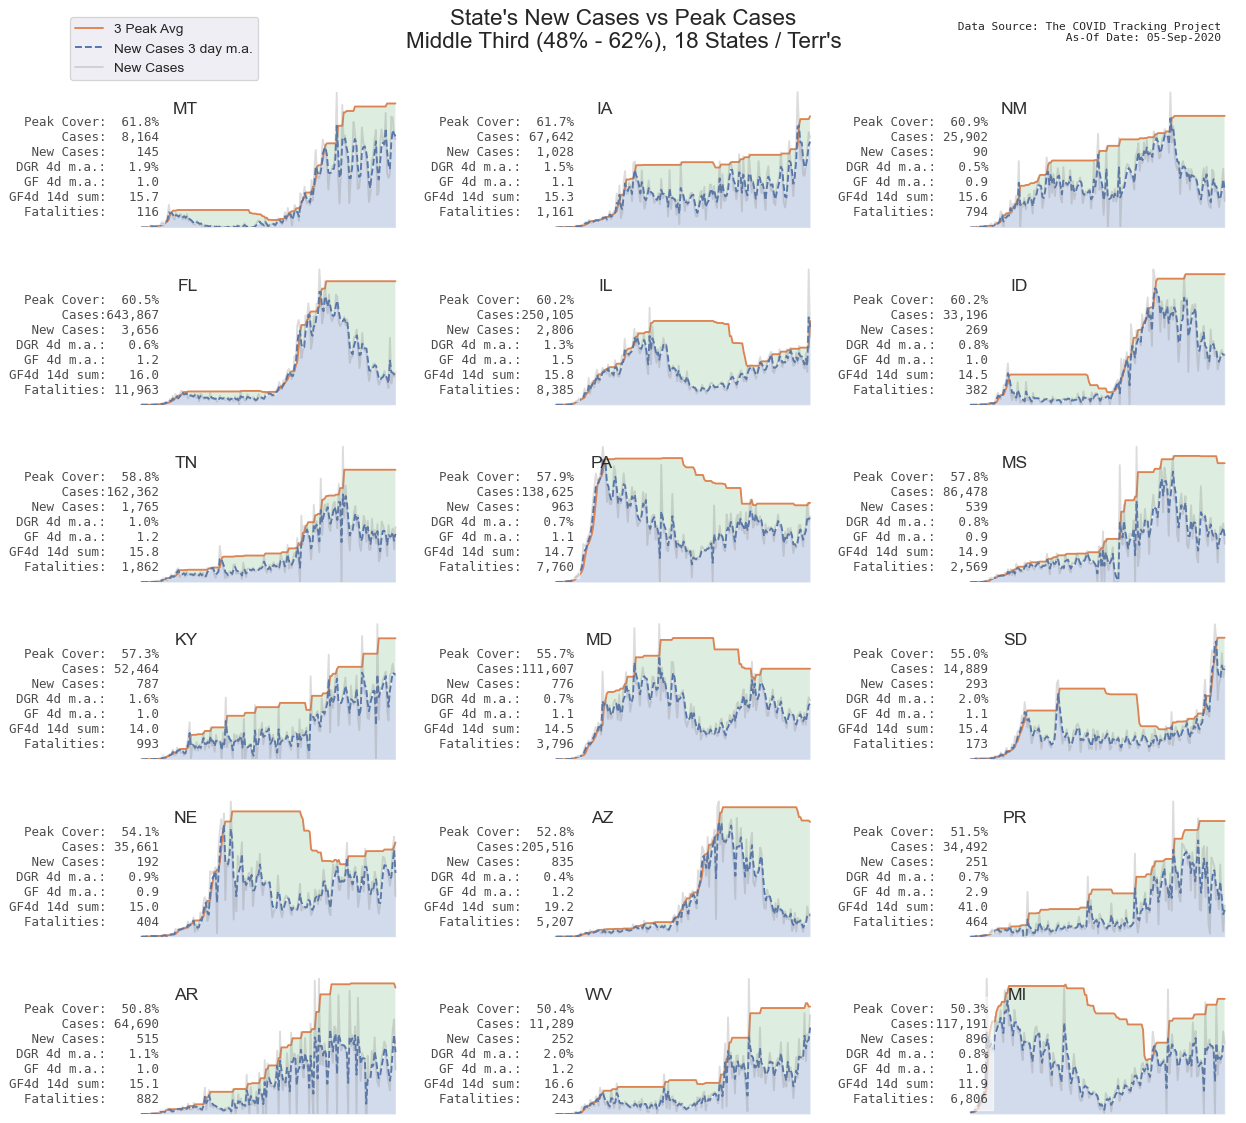 State's New Cases vs Peak Cases
Middle Third (48% - 62%), 18 States / Terr's
3 Peak Avg
New Cases 3 day m.a.
New Cases
Data Source: The COVID Tracking Project
As-Of Date: 05-Sep-2020
MT
Peak Cover: 61.8%
Cases: 8,164
New Cases: 145
DGR 4d m.a.: 1.9%
GF 4d m.a.: 1.0
GF4d 14d sum: 15.7
Fatalities: 116
IA
Peak Cover: 61.7%
Cases: 67,642
New Cases: 1,028
DGR 4d m.a.: 1.5%
GF 4d m.a.: 1.1
GF4d 14d sum: 15.3
Fatalities: 1,161
NM
Peak Cover: 60.9%
Cases: 25,902
New Cases: 90
DGR 4d m.a.: 0.5%
GF 4d m.a.: 0.9
GF4d 14d sum: 15.6
Fatalities: 794
FL
Peak Cover: 60.5%
Cases:643,867
New Cases: 3,656
DGR 4d m.a.: 0.6%
GF 4d m.a.: 1.2
GF4d 14d sum: 16.0
Fatalities: 11,963
IL
Peak Cover: 60.2%
Cases:250,105
New Cases: 2,806
DGR 4d m.a.: 1.3%
GF 4d m.a.: 1.5
GF4d 14d sum: 15.8
Fatalities: 8,385
ID
Peak Cover: 60.2%
Cases: 33,196
New Cases: 269
DGR 4d m.a.: 0.8%
GF 4d m.a.: 1.0
GF4d 14d sum: 14.5
Fatalities: 382
TN
Peak Cover: 58.8%
Cases:162,362
New Cases: 1,765
DGR 4d m.a.: 1.0%
GF 4d m.a.: 1.2
GF4d 14d sum: 15.8
Fatalities: 1,862
PA
Peak Cover: 57.9%
Cases:138,625
New Cases: 963
DGR 4d m.a.: 0.7%
GF 4d m.a.: 1.1
GF4d 14d sum: 14.7
Fatalities: 7,760
MS
Peak Cover: 57.8%
Cases: 86,478
New Cases: 539
DGR 4d m.a.: 0.8%
GF 4d m.a.: 0.9
GF4d 14d sum: 14.9
Fatalities: 2,569
KY
Peak Cover: 57.3%
Cases: 52,464
New Cases: 787
DGR 4d m.a.: 1.6%
GF 4d m.a.: 1.0
GF4d 14d sum: 14.0
Fatalities: 993
MD
Peak Cover: 55.7%
Cases:111,607
New Cases: 776
DGR 4d m.a.: 0.7%
GF 4d m.a.: 1.1
GF4d 14d sum: 14.5
Fatalities: 3,796
SD
Peak Cover: 55.0%
Cases: 14,889
New Cases: 293
DGR 4d m.a.: 2.0%
GF 4d m.a.: 1.1
GF4d 14d sum: 15.4
Fatalities: 173
NE
Peak Cover: 54.1%
Cases: 35,661
New Cases: 192
DGR 4d m.a.: 0.9%
GF 4d m.a.: 0.9
GF4d 14d sum: 15.0
Fatalities: 404
AZ
Peak Cover: 52.8%
Cases:205,516
New Cases: 835
DGR 4d m.a.: 0.4%
GF 4d m.a.: 1.2
GF4d 14d sum: 19.2
Fatalities: 5,207
PR
Peak Cover: 51.5%
Cases: 34,492
New Cases: 251
DGR 4d m.a.: 0.7%
GF 4d m.a.: 2.9
GF4d 14d sum: 41.0
Fatalities: 464
AR
Peak Cover: 50.8%
Cases: 64,690
New Cases: 515
DGR 4d m.a.: 1.1%
GF 4d m.a.: 1.0
GF4d 14d sum: 15.1
Fatalities: 882
WV
Peak Cover: 50.4%
Cases: 11,289
New Cases: 252
DGR 4d m.a.: 2.0%
GF 4d m.a.: 1.2
GF4d 14d sum: 16.6
Fatalities: 243
MI
Peak Cover: 50.3%
Cases:117,191
New Cases: 896
DGR 4d m.a.: 0.8%
GF 4d m.a.: 1.0
GF4d 14d sum: 11.9
Fatalities: 6,806